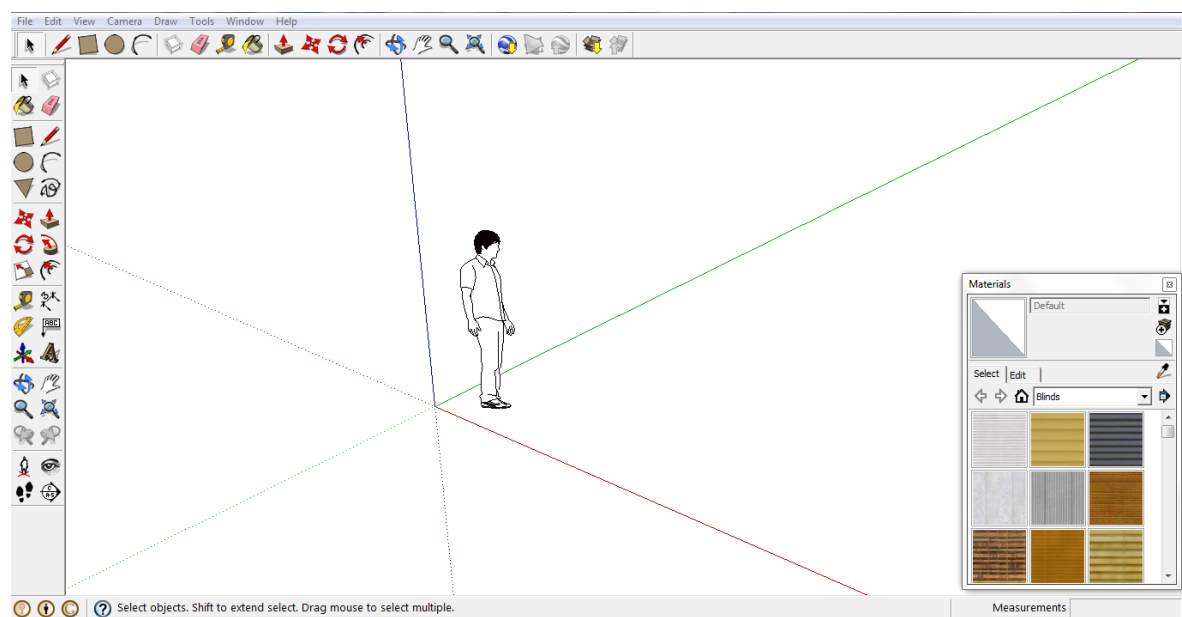 File Edit View Camera Draw Tools Window Help
ABC
Materials
Default
Select Edit
Blinds
Select objects. Shift to extend select. Drag mouse to select multiple.
Measurements